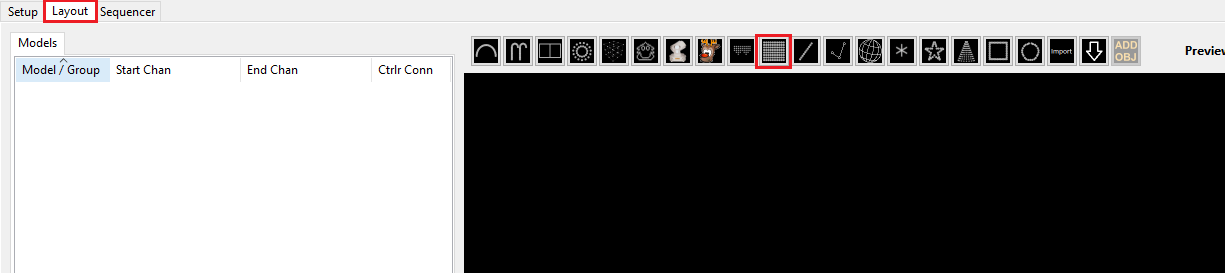 Setup Layout Sequencer
Models
Model / Group Start Chan End Chan Ctrlr Conn
Import
ADD
OBJ
Previe